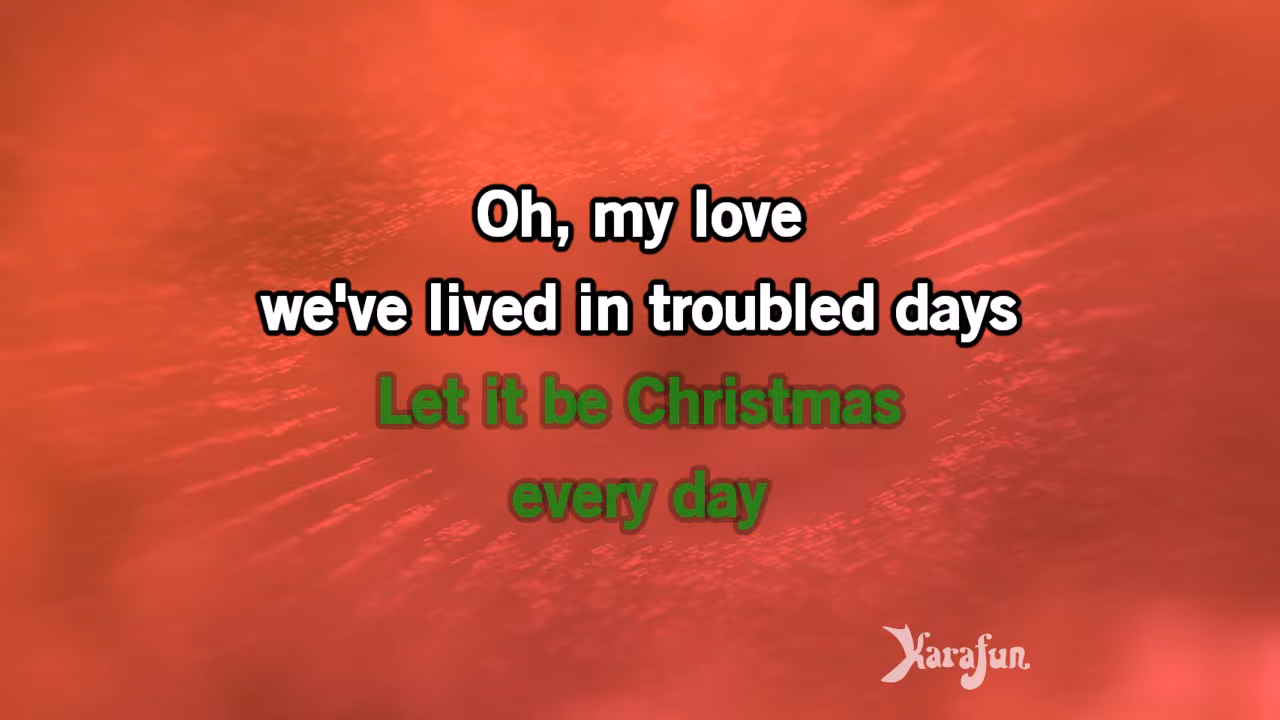 Oh, my love
we've lived in troubled days
Let it be Christmas
every day
Karafun